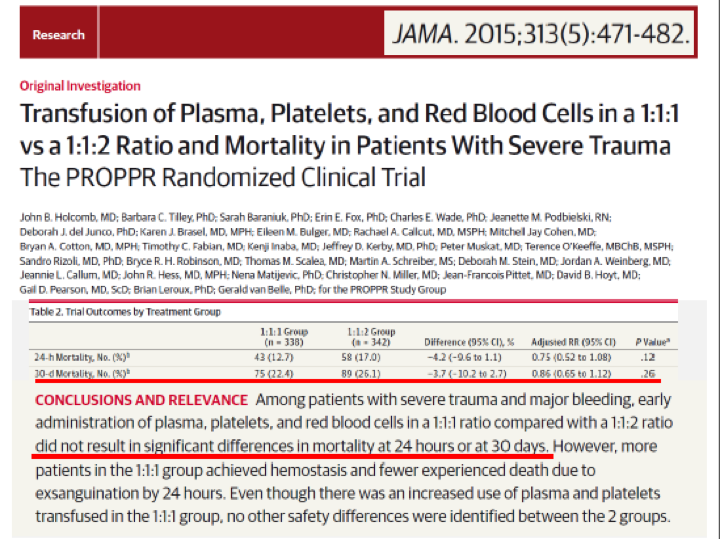 Research
JAMA. 2015;313(5):471-482.
Original Investigation
Transfusion of Plasma, Platelets, and Red Blood Cells in a 1:1:1
vs a 1:1:2 Ratio and Mortality in Patients With Severe Trauma
The PROPPR Randomized Clinical Trial
John B. Holcomb, MD; Barbara C. Tilley, PhD; Sarah Baraniuk, PhD; Erin E. Fox, PhD; Charles E. Wade, PhD; Jeanette M. Podbielski, RN;
Deborah J. del Junco, PhD; Karen J. Brasel, MD, MPH; Eileen M. Bulger, MD; Rachael A. Callcut, MD, MSPH; Mitchell Jay Cohen, MD;
Bryan A. Cotton, MD, MPH; Timothy C. Fabian, MD; Kenji Inaba, MD; Jeffrey D. Kerby, MD, PhD; Peter Muskat, MD; Terence O'Keeffe, MBChB, MSPH;
Sandro Rizoli, MD, PhD; Bryce R. H. Robinson, MD; Thomas M. Scalea, MD; Martin A. Schreiber, MS; Deborah M. Stein, MD; Jordan A. Weinberg, MD;
Jeannie L. Callum, MD; John R. Hess, MD, MPH; Nena Matijevic, PhD; Christopher N. Miller, MD; Jean-Francois Pittet, MD; David B. Hoyt, MD;
Gail D. Pearson, MD, ScD; Brian Leroux, PhD; Gerald van Belle, PhD; for the PROPPR Study Group
Table 2. Trial Outcomes by Treatment Group
1:1:1 Group (n = 338) 1:1:2 Group (n = 342) Difference (95% CI), % Adjusted RR (95% CI) P Valueᵃ
24-h Mortality, No. (%)ᵇ 43 (12.7) 58 (17.0) −4.2 (−9.6 to 1.1) 0.75 (0.52 to 1.08) .12
30-d Mortality, No. (%)ᵇ 75 (22.4) 89 (26.1) −3.7 (−10.2 to 2.7) 0.86 (0.65 to 1.12) .26
CONCLUSIONS AND RELEVANCE Among patients with severe trauma and major bleeding, early
administration of plasma, platelets, and red blood cells in a 1:1:1 ratio compared with a 1:1:2 ratio
did not result in significant differences in mortality at 24 hours or at 30 days. However, more
patients in the 1:1:1 group achieved hemostasis and fewer experienced death due to
exsanguination by 24 hours. Even though there was an increased use of plasma and platelets
transfused in the 1:1:1 group, no other safety differences were identified between the 2 groups.